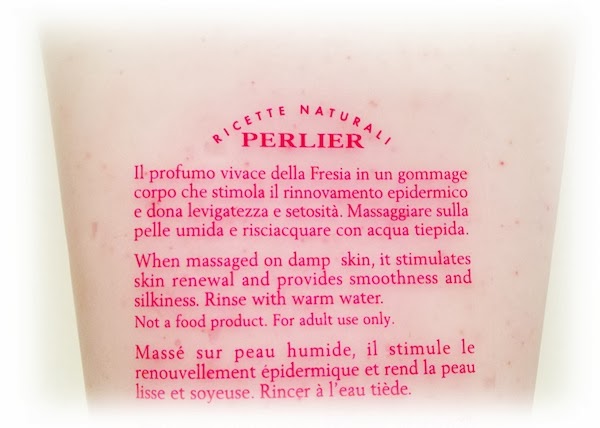 RICETTE NATURALI
PERLIER
Il profumo vivace della Fresia in un gommage
corpo che stimola il rinnovamento epidermico
e dona levigatezza e setosità. Massaggiare sulla
pelle umida e risciacquare con acqua tiepida.
When massaged on damp skin, it stimulates
skin renewal and provides smoothness and
silkiness. Rinse with warm water.
Not a food product. For adult use only.
Massé sur peau humide, il stimule le
renouvellement épidermique et rend la peau
lisse et soyeuse. Rincer à l'eau tiède.